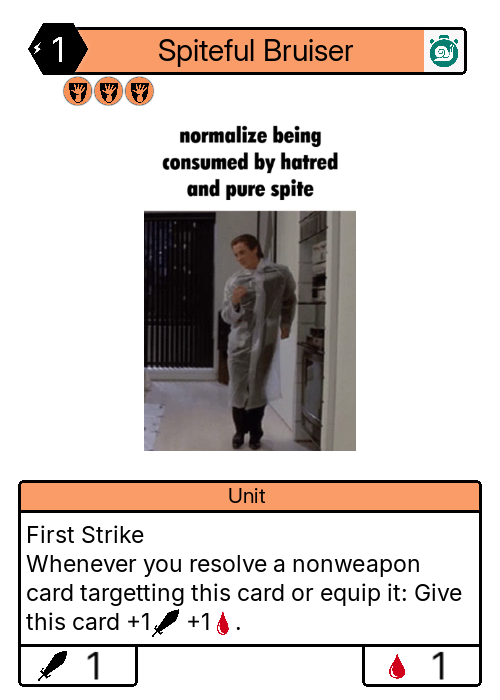 1
Spiteful Bruiser
normalize being
consumed by hatred
and pure spite
Unit
First Strike
Whenever you resolve a nonweapon
card targetting this card or equip it: Give
this card +1 +1.
1
1